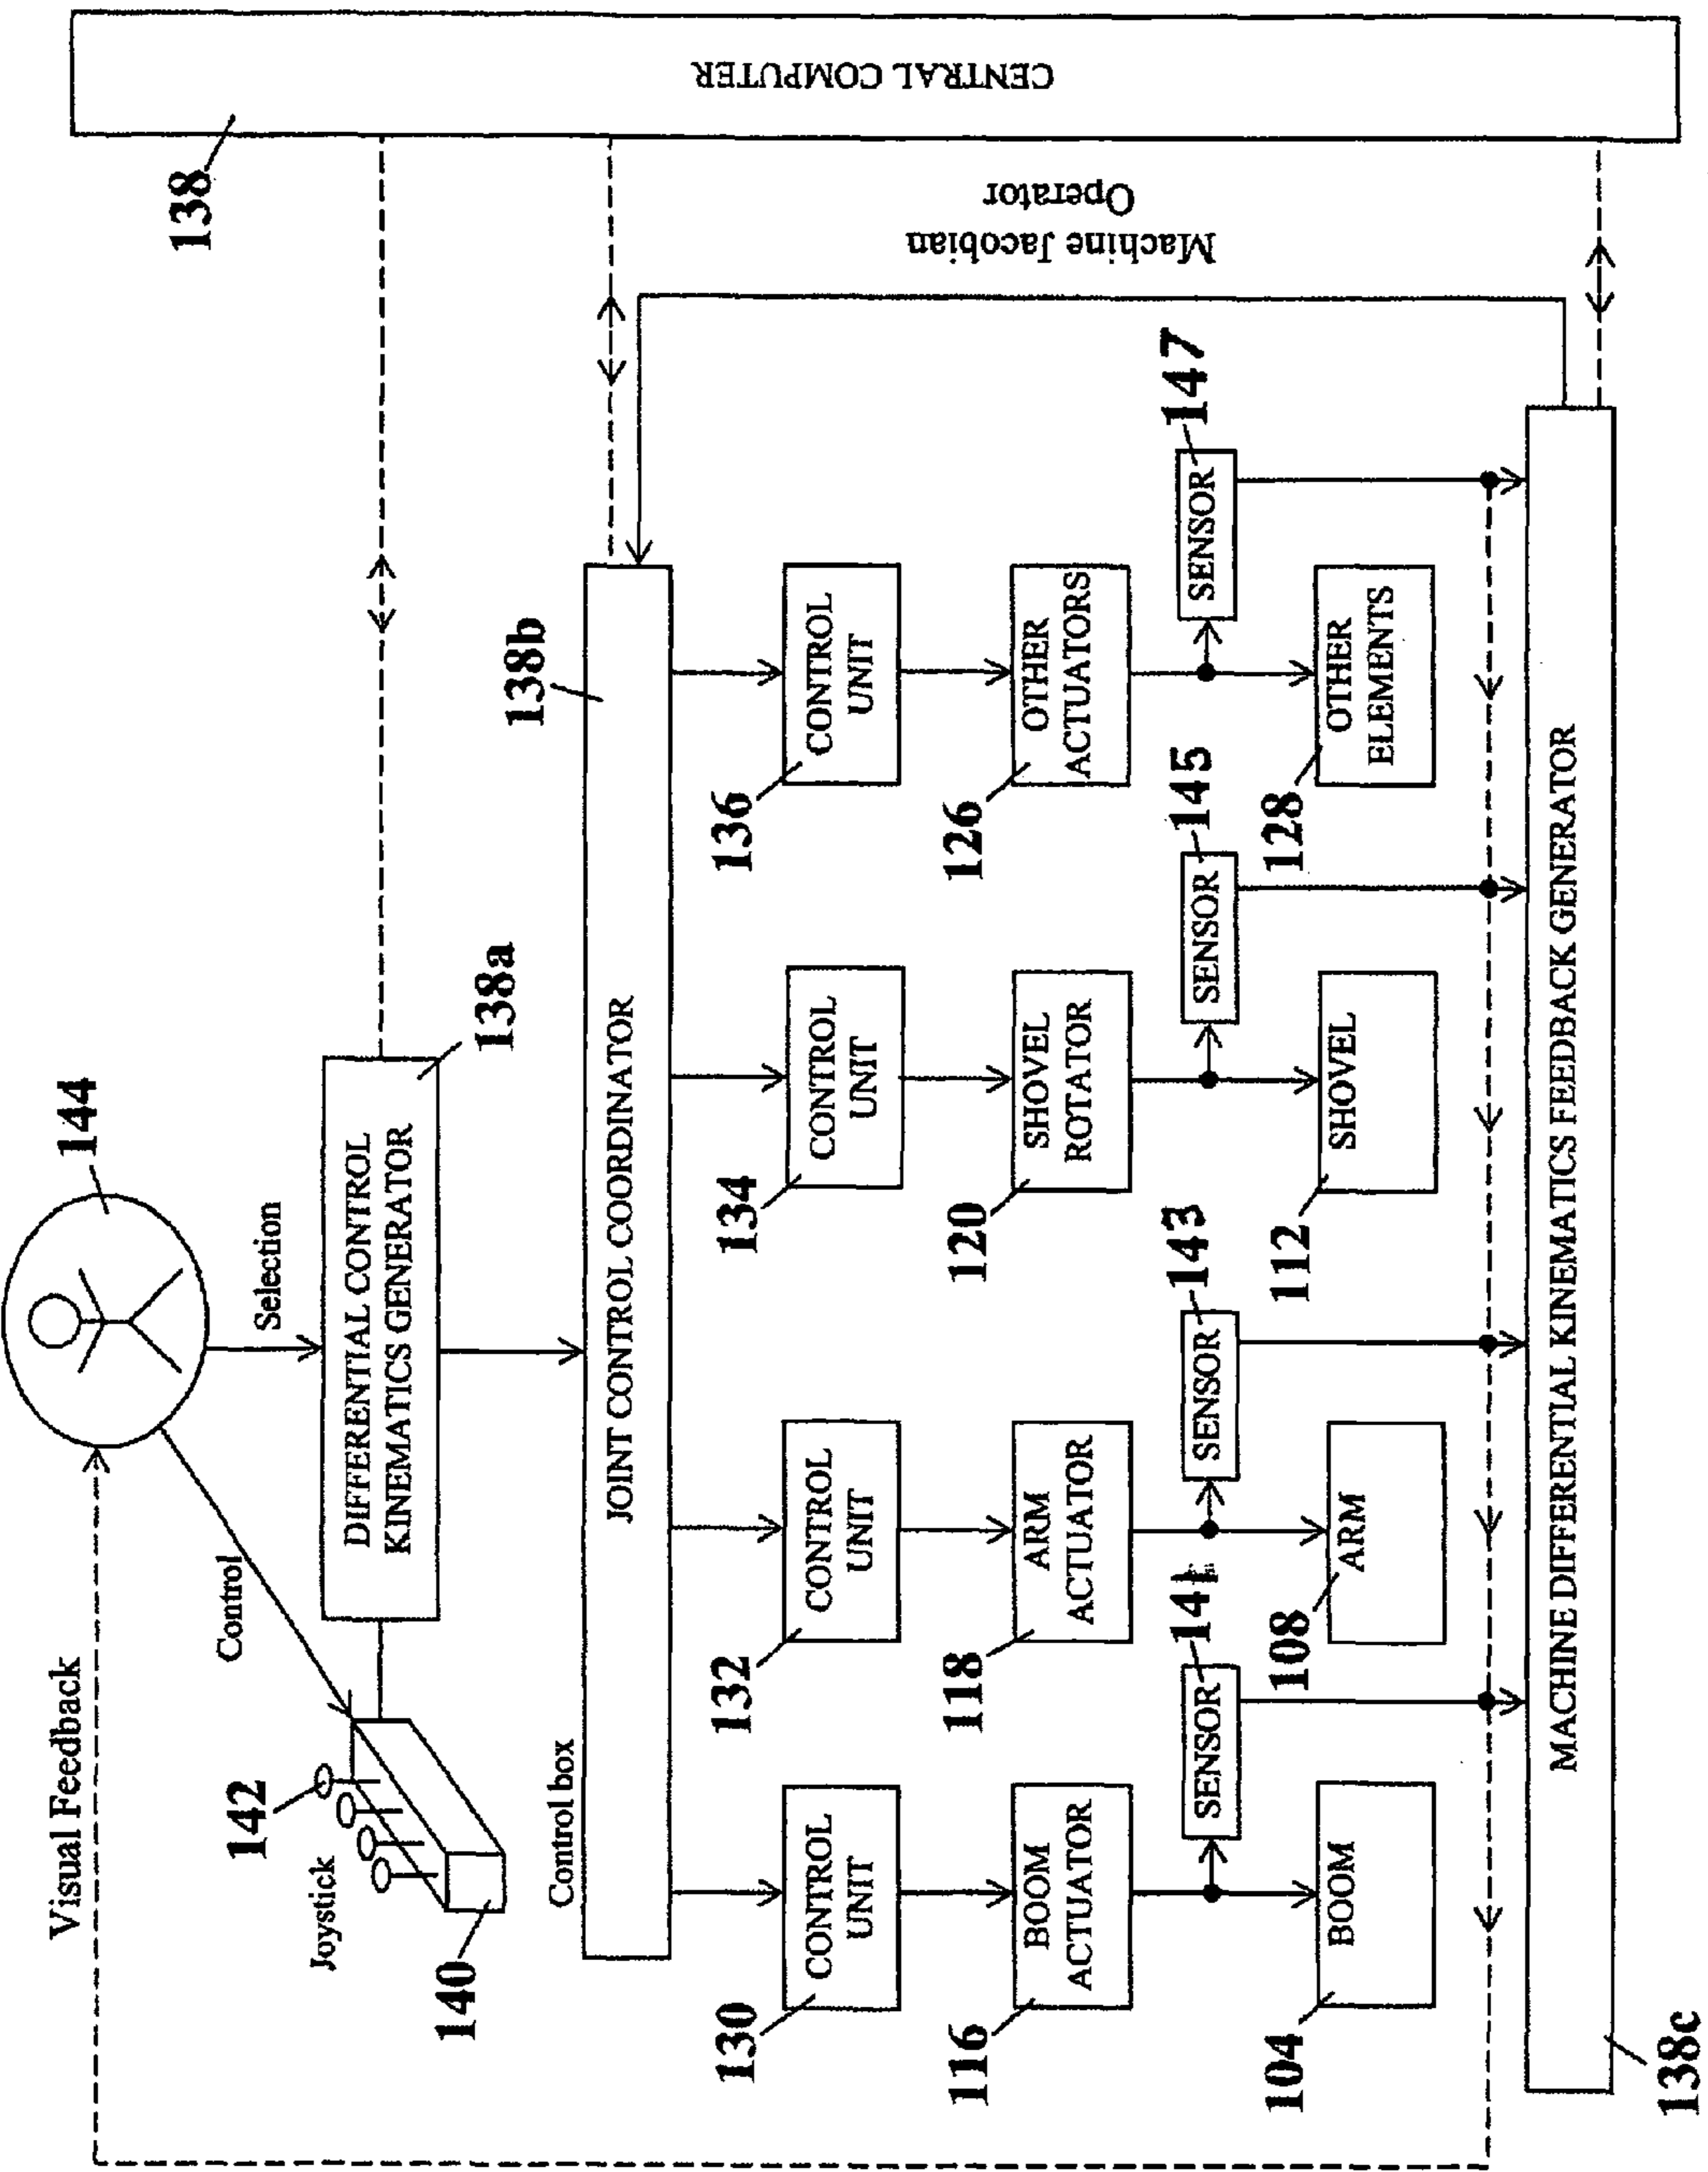 144
Visual Feedback
Selection
Control
142
Joystick
140
DIFFERENTIAL CONTROL
KINEMATICS GENERATOR
138a
138
CENTRAL COMPUTER
Control box
JOINT CONTROL COORDINATOR
138b
Machine Jacobian
Operator
130
CONTROL
UNIT
132
CONTROL
UNIT
134
CONTROL
UNIT
136
CONTROL
UNIT
116
BOOM
ACTUATOR
118
ARM
ACTUATOR
120
SHOVEL
ROTATOR
126
OTHER
ACTUATORS
SENSOR
141
SENSOR
143
SENSOR
145
SENSOR
147
104
BOOM
108
ARM
112
SHOVEL
128
OTHER
ELEMENTS
MACHINE DIFFERENTIAL KINEMATICS FEEDBACK GENERATOR
138c